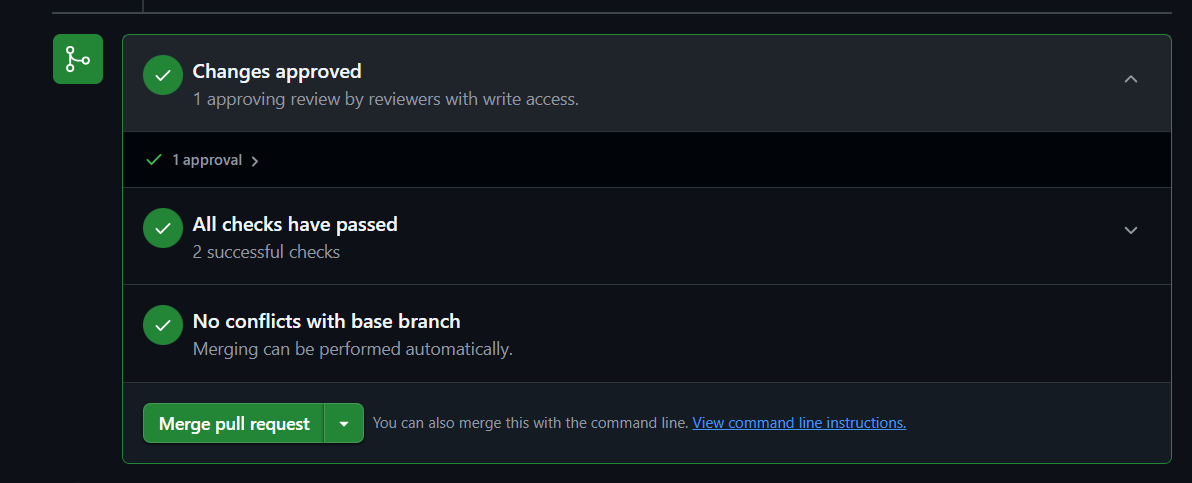 Changes approved
1 approving review by reviewers with write access.
1 approval
All checks have passed
2 successful checks
No conflicts with base branch
Merging can be performed automatically.
Merge pull request
You can also merge this with the command line. View command line instructions.